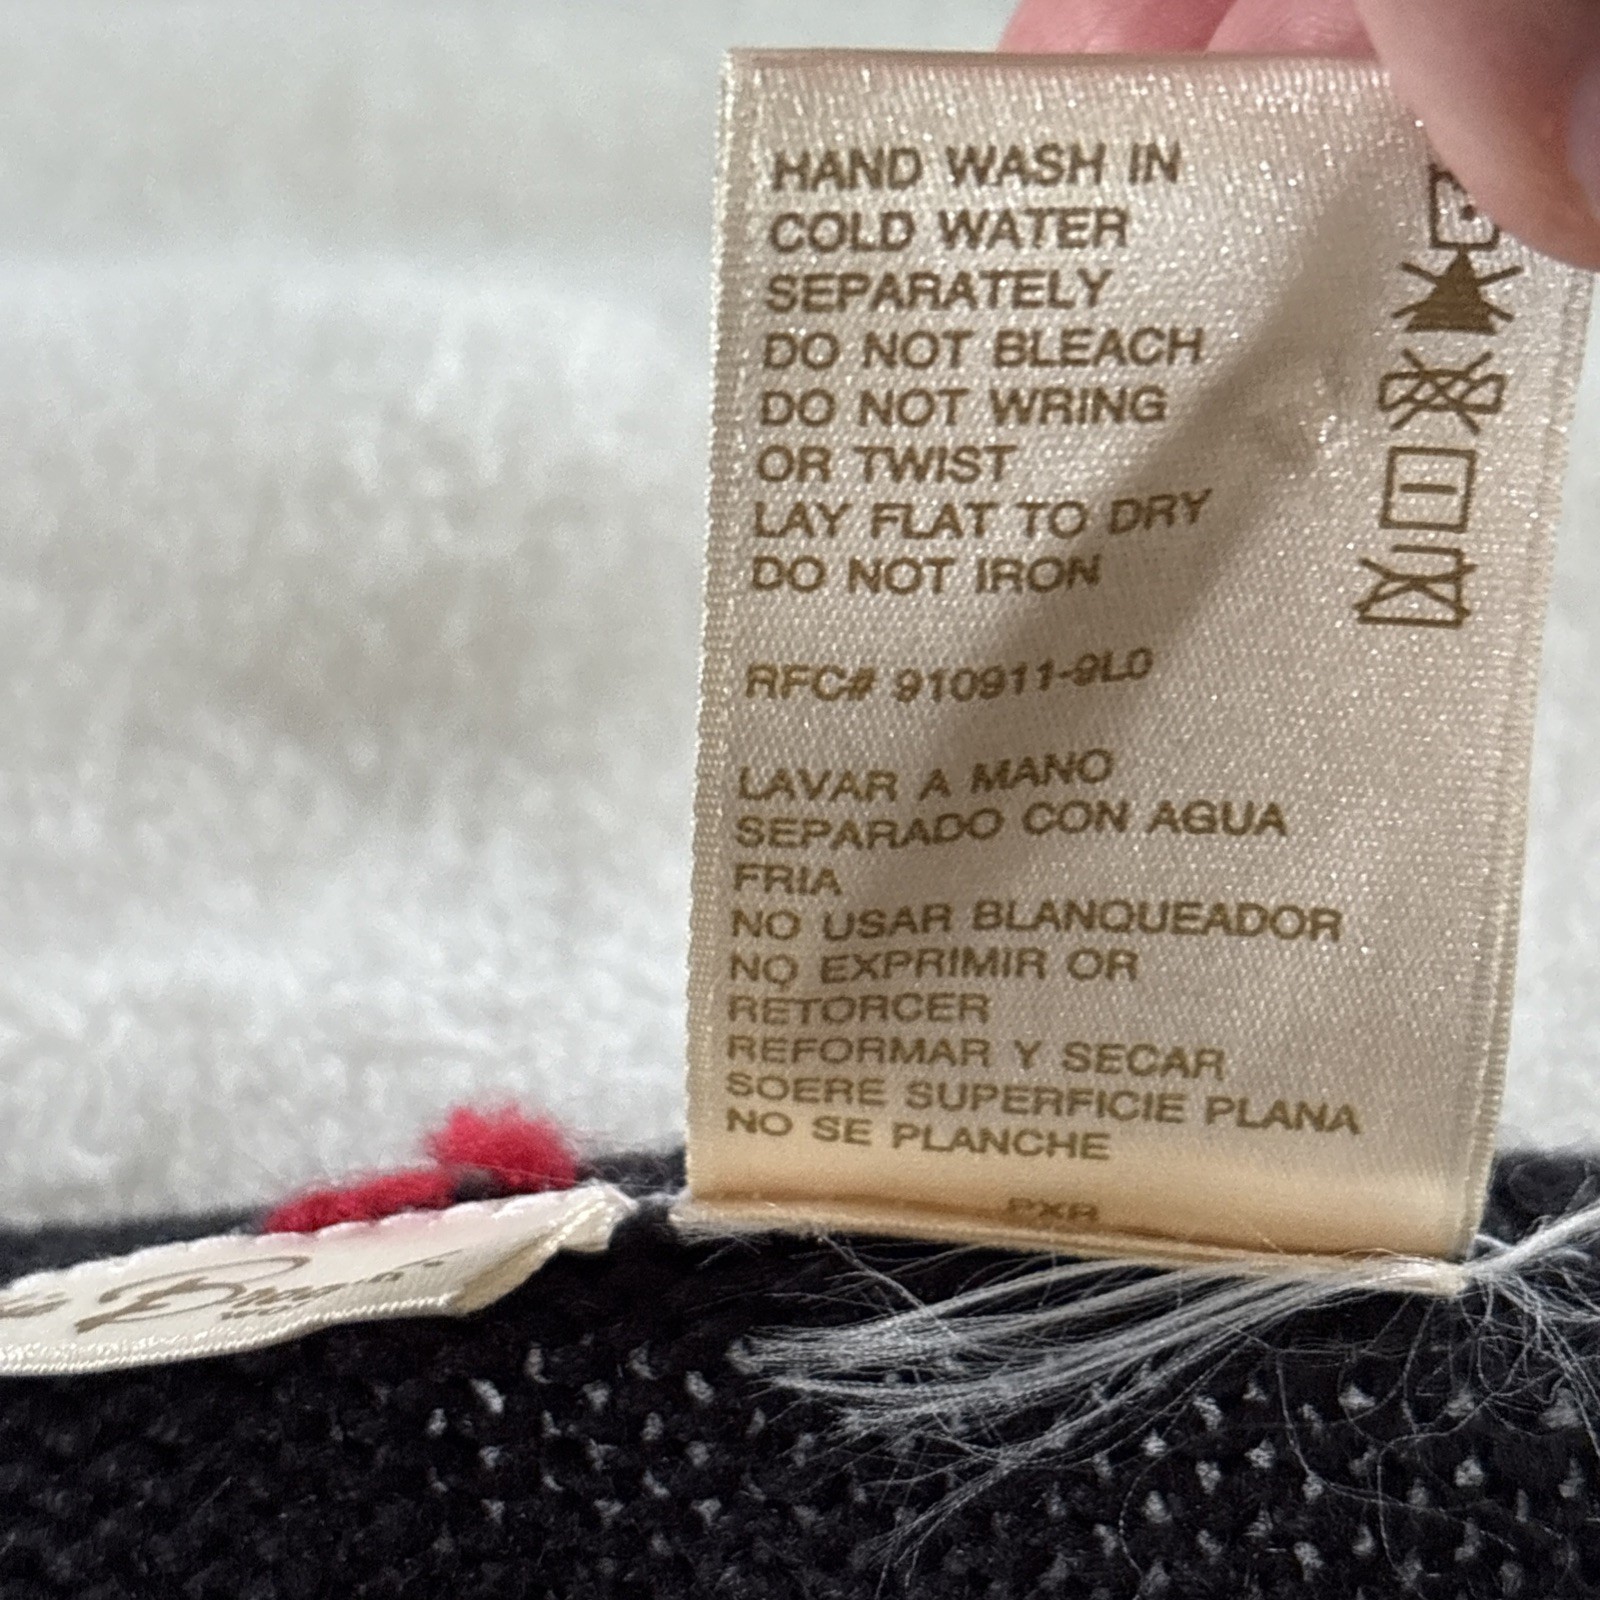 HAND WASH IN
COLD WATER
SEPARATELY
DO NOT BLEACH
DO NOT WRING
OR TWIST
LAY FLAT TO DRY
DO NOT IRON
RFC# 910911-9L0
LAVAR A MANO
SEPARADO CON AGUA
FRIA
NO USAR BLANQUEADOR
NO EXPRIMIR OR
RETORCER
REFORMAR Y SECAR
SOERE SUPERFICIE PLANA
NO SE PLANCHE
PXR